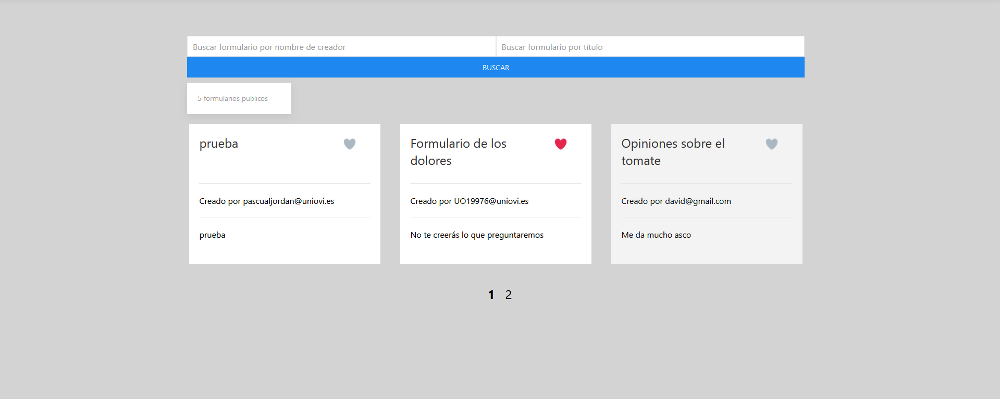 Buscar formulario por nombre de creador
Buscar formulario por título
BUSCAR
5 formularios publicos
prueba
Creado por pascualjordan@uniovi.es
prueba
Formulario de los
dolores
Creado por UO19976@uniovi.es
No te creerás lo que preguntaremos
Opiniones sobre el
tomate
Creado por david@gmail.com
Me da mucho asco
1 2